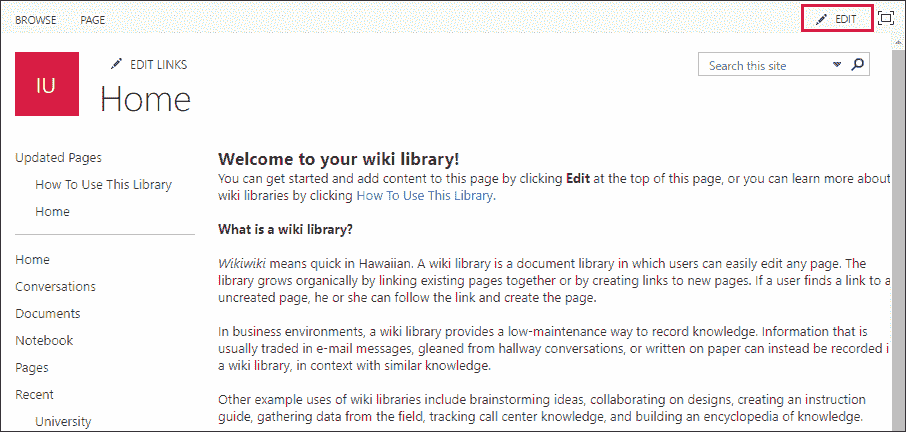 BROWSE PAGE EDIT
IU
EDIT LINKS
Search this site
Home
Updated Pages
How To Use This Library
Home
Home
Conversations
Documents
Notebook
Pages
Recent
University
Welcome to your wiki library!
You can get started and add content to this page by clicking Edit at the top of this page, or you can learn more about
wiki libraries by clicking How To Use This Library.
What is a wiki library?
Wikiwiki means quick in Hawaiian. A wiki library is a document library in which users can easily edit any page. The
library grows organically by linking existing pages together or by creating links to new pages. If a user finds a link to a
uncreated page, he or she can follow the link and create the page.
In business environments, a wiki library provides a low-maintenance way to record knowledge. Information that is
usually traded in e-mail messages, gleaned from hallway conversations, or written on paper can instead be recorded i
a wiki library, in context with similar knowledge.
Other example uses of wiki libraries include brainstorming ideas, collaborating on designs, creating an instruction
guide, gathering data from the field, tracking call center knowledge, and building an encyclopedia of knowledge.